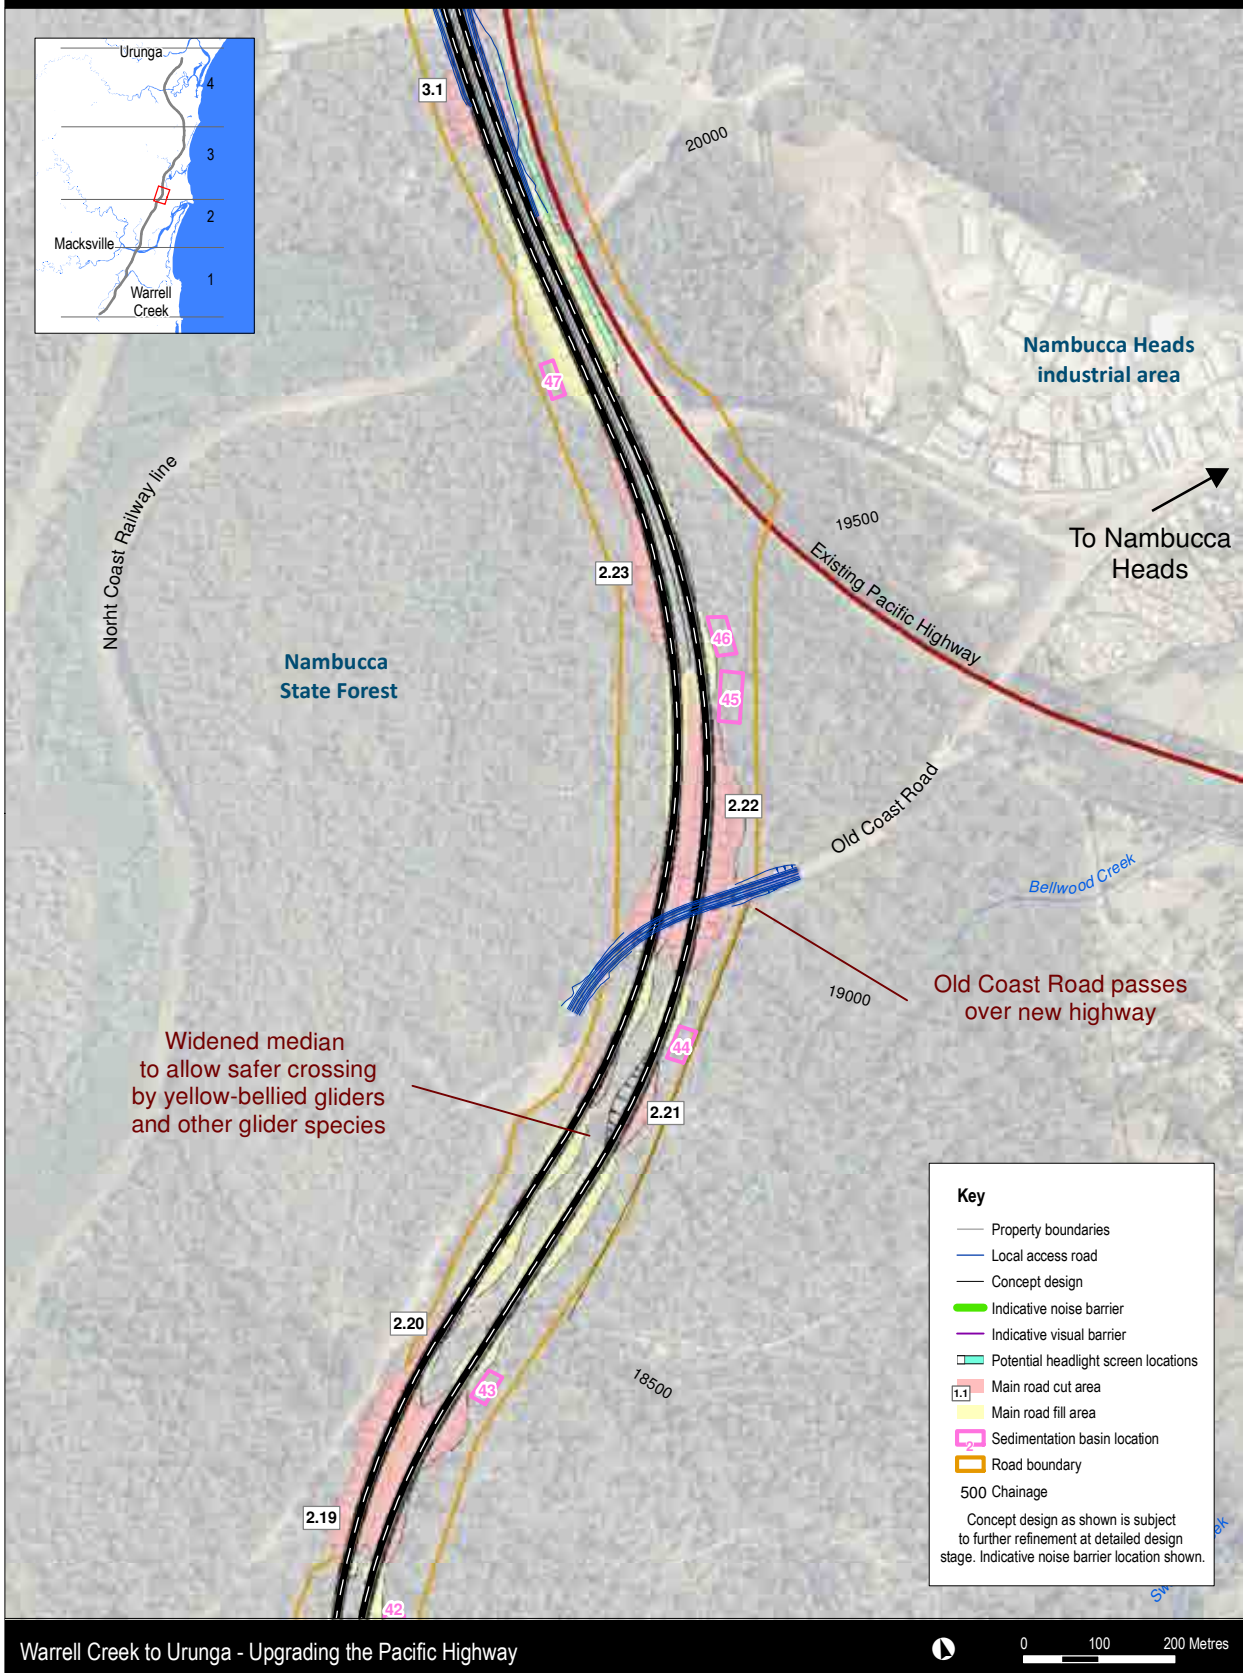 Urunga
4
3
2
Macksville
1
Warrell
Creek
3.1
20000
Nambucca Heads
industrial area
47
Norht Coast Railway line
19500
To Nambucca
Heads
Existing Pacific Highway
2.23
46
Nambucca
State Forest
45
2.22
Old Coast Road
Bellwood Creek
Old Coast Road passes
over new highway
19000
Widened median
to allow safer crossing
by yellow-bellied gliders
and other glider species
44
2.21
2.20
18500
43
2.19
42
Key
Property boundaries
Local access road
Concept design
Indicative noise barrier
Indicative visual barrier
Potential headlight screen locations
1.1 Main road cut area
Main road fill area
2 Sedimentation basin location
Road boundary
500 Chainage
Concept design as shown is subject
to further refinement at detailed design
stage. Indicative noise barrier location shown.
Warrell Creek to Urunga - Upgrading the Pacific Highway
0 100 200 Metres